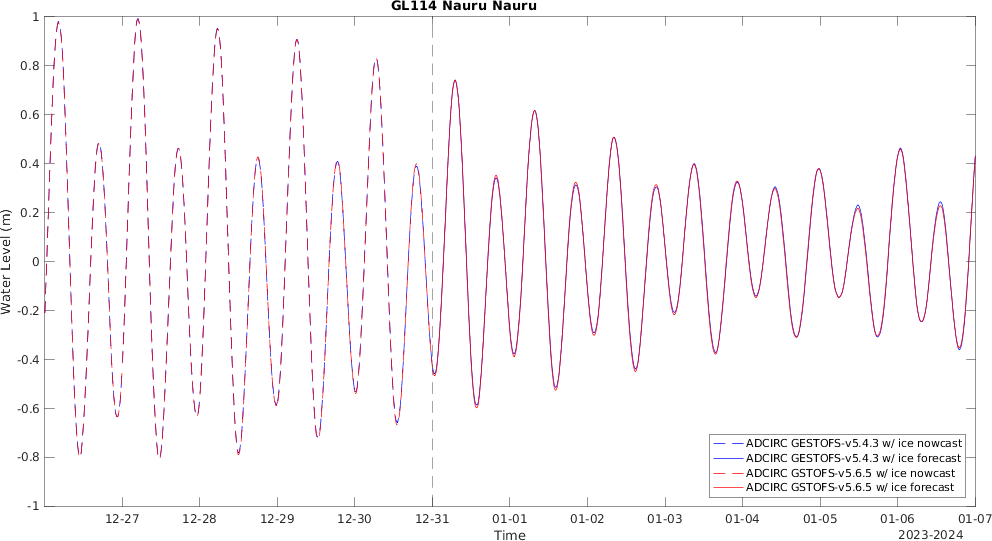 GL114 Nauru Nauru
1
0.8
0.6
0.4
0.2
0
-0.2
-0.4
-0.6
-0.8
-1
Water Level (m)
ADCIRC GESTOFS-v5.4.3 w/ ice nowcast
ADCIRC GESTOFS-v5.4.3 w/ ice forecast
ADCIRC GSTOFS-v5.6.5 w/ ice nowcast
ADCIRC GSTOFS-v5.6.5 w/ ice forecast
12-27 12-28 12-29 12-30 12-31 01-01 01-02 01-03 01-04 01-05 01-06 01-07
Time
2023-2024